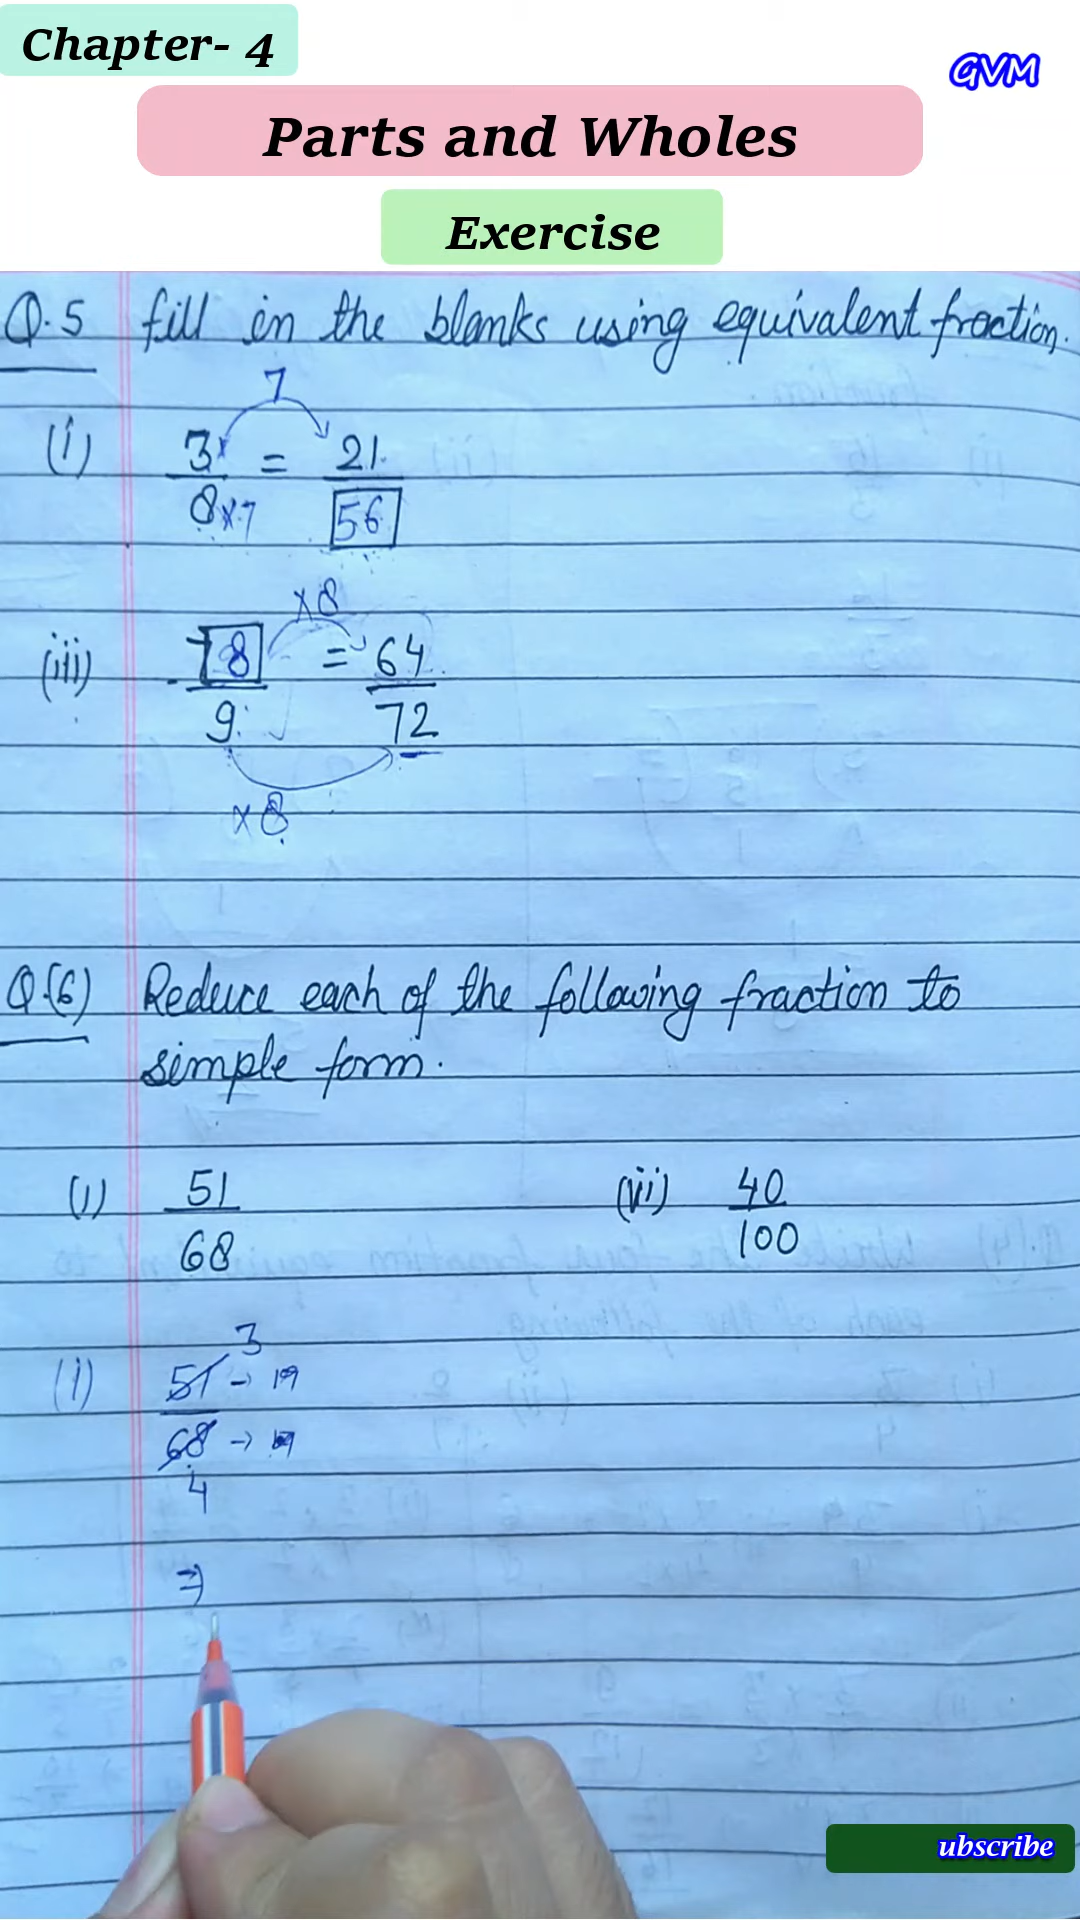 Chapter- 4
GVM
Parts and Wholes
Exercise
Q.5 fill in the blanks using equivalent fraction.
7
(i) 3 = 21
8×7 56
×8
(iii) 8 = 64
9 72
×8
Q.(6) Reduce each of the following fraction to
simple form.
(i) 51 (vii) 40
68 100
3
(i) 51 → 17
68 → 17
4
⇒
ubscribe